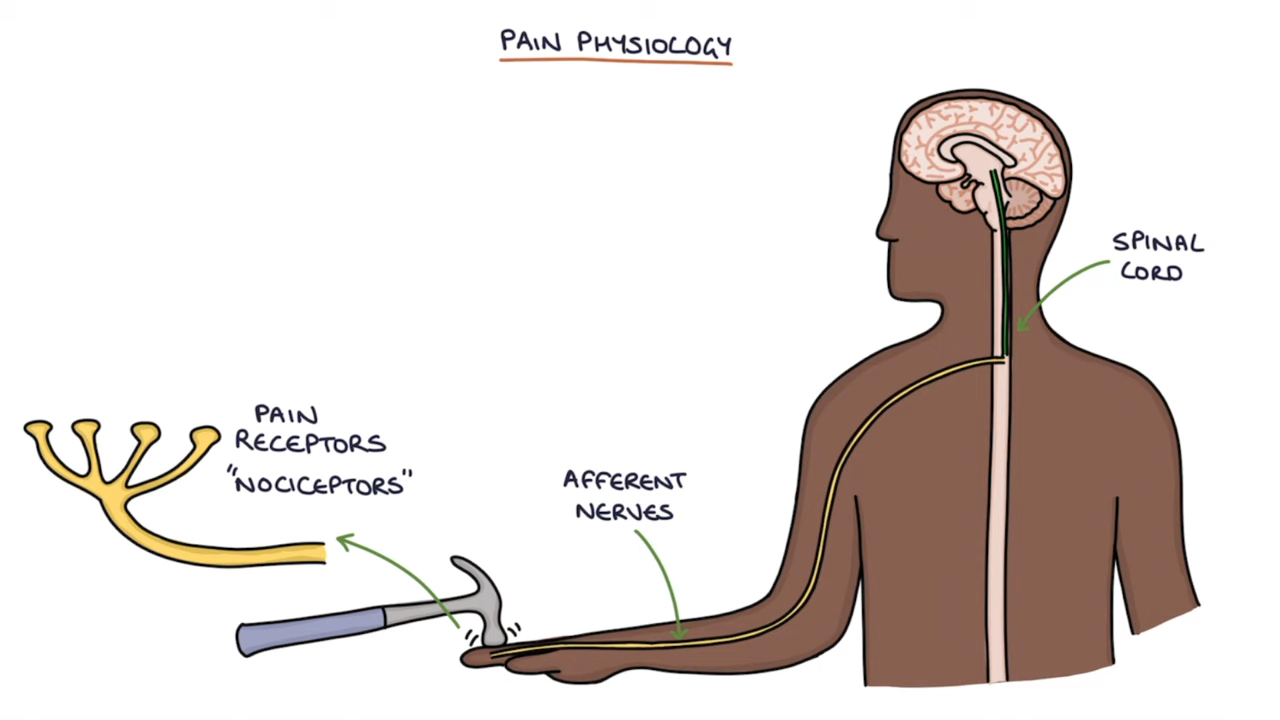 PAIN PHYSIOLOGY
SPINAL
CORD
PAIN
RECEPTORS
"NOCICEPTORS"
AFFERENT
NERVES